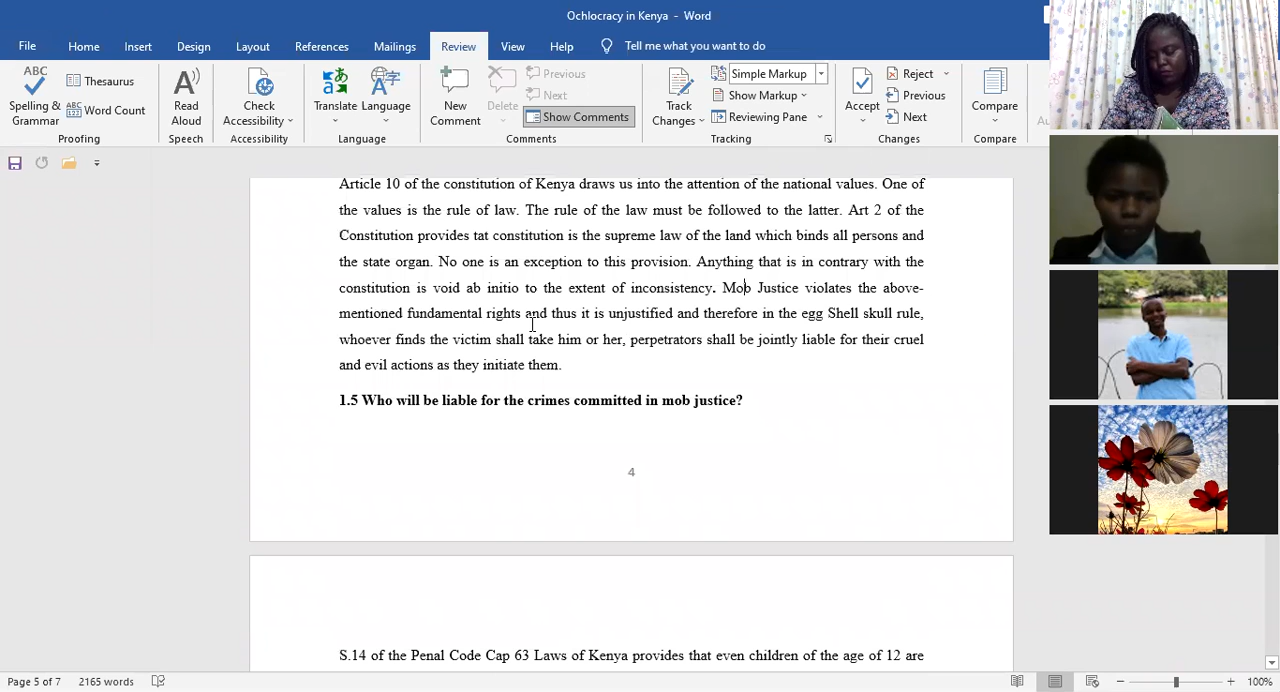 Ochlocracy in Kenya - Word
File Home Insert Design Layout References Mailings Review View Help Tell me what you want to do
ABC Thesaurus Previous Simple Markup Reject
Next Show Markup Previous
ABC 123 Word Count Show Comments Reviewing Pane Next
Spelling & Grammar Read Aloud Check Accessibility Translate Language New Comment Delete Track Changes Accept Compare
Proofing Speech Accessibility Language Comments Tracking Changes Compare
Article 10 of the constitution of Kenya draws us into the attention of the national values. One of
the values is the rule of law. The rule of the law must be followed to the latter. Art 2 of the
Constitution provides tat constitution is the supreme law of the land which binds all persons and
the state organ. No one is an exception to this provision. Anything that is in contrary with the
constitution is void ab initio to the extent of inconsistency. Mob Justice violates the above-
mentioned fundamental rights and thus it is unjustified and therefore in the egg Shell skull rule,
whoever finds the victim shall take him or her, perpetrators shall be jointly liable for their cruel
and evil actions as they initiate them.
1.5 Who will be liable for the crimes committed in mob justice?
4
S.14 of the Penal Code Cap 63 Laws of Kenya provides that even children of the age of 12 are
Page 5 of 7 2165 words 100%